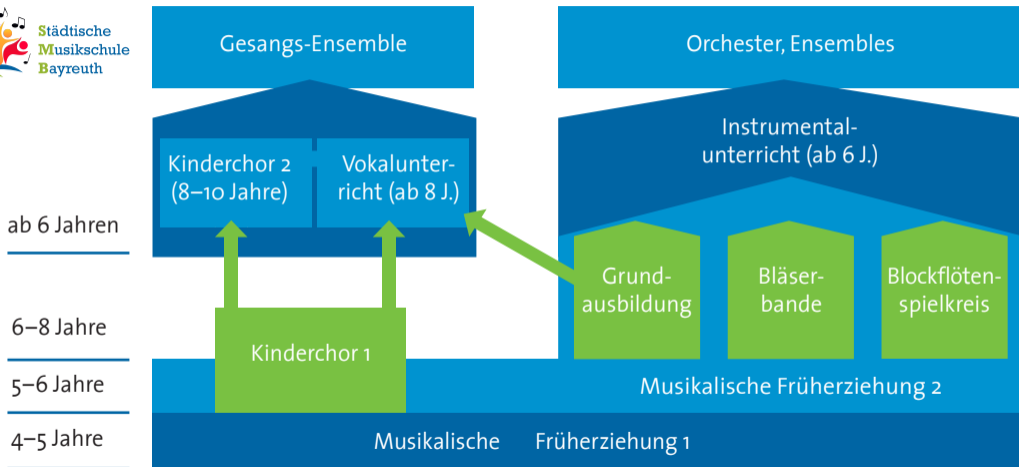 Städtische
Musikschule
Bayreuth
Gesangs-Ensemble
Orchester, Ensembles
Kinderchor 2
(8–10 Jahre)
Vokalunter-
richt (ab 8 J.)
Instrumental-
unterricht (ab 6 J.)
ab 6 Jahren
Grund-
ausbildung
Bläser-
bande
Blockflöten-
spielkreis
6–8 Jahre
Kinderchor 1
5–6 Jahre
Musikalische Früherziehung 2
4–5 Jahre
Musikalische Früherziehung 1